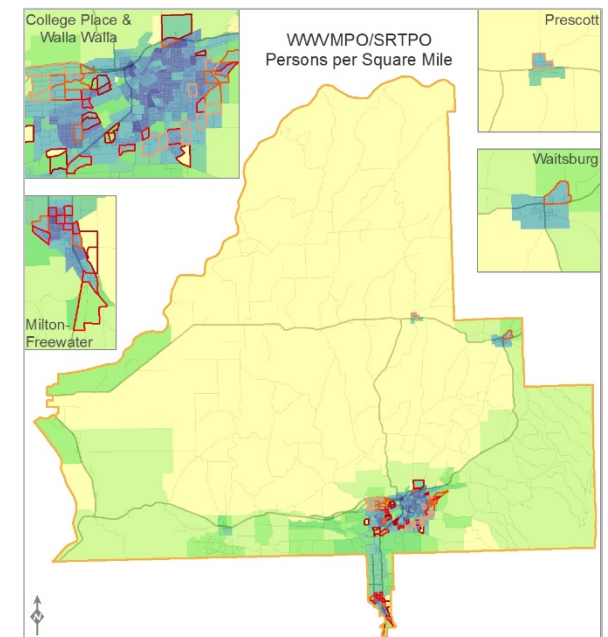 College Place &
Walla Walla
WWVMPO/SRTPO
Persons per Square Mile
Prescott
Waitsburg
Milton-
Freewater
N